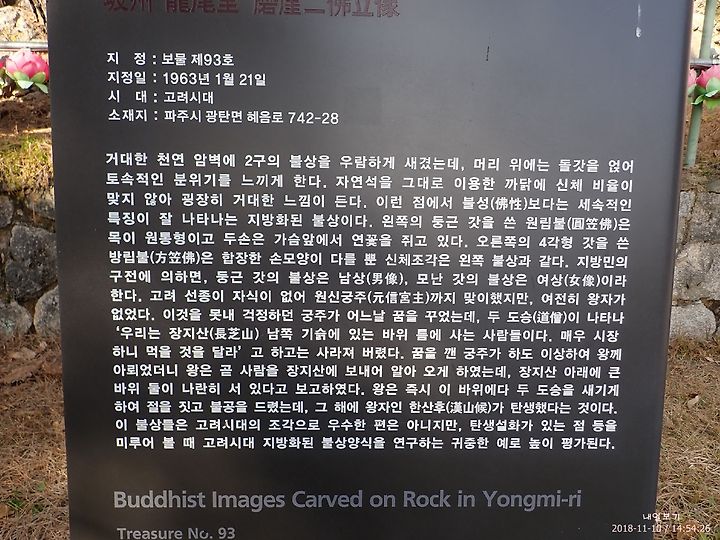 坡州 龍尾里 磨崖二佛立像
지 정 : 보물 제93호
지정일 : 1963년 1월 21일
시 대 : 고려시대
소재지 : 파주시 광탄면 혜음로 742-28
거대한 천연 암벽에 2구의 불상을 우람하게 새겼는데, 머리 위에는 돌갓을 얹어
토속적인 분위기를 느끼게 한다. 자연석을 그대로 이용한 까닭에 신체 비율이
맞지 않아 굉장히 거대한 느낌이 든다. 이런 점에서 불성(佛性)보다는 세속적인
특징이 잘 나타나는 지방화된 불상이다. 왼쪽의 둥근 갓을 쓴 원립불(圓笠佛)은
목이 원통형이고 두손은 가슴앞에서 연꽃을 쥐고 있다. 오른쪽의 4각형 갓을 쓴
방립불(方笠佛)은 합장한 손모양이 다를 뿐 신체조각은 왼쪽 불상과 같다. 지방민의
구전에 의하면, 둥근 갓의 불상은 남상(男像), 모난 갓의 불상은 여상(女像)이라
한다. 고려 선종이 자식이 없어 원신궁주(元信宮主)까지 맞이했지만, 여전히 왕자가
없었다. 이것을 못내 걱정하던 궁주가 어느날 꿈을 꾸었는데, 두 도승(道僧)이 나타나
‘우리는 장지산(長芝山) 남쪽 기슭에 있는 바위 틈에 사는 사람들이다. 매우 시장
하니 먹을 것을 달라’ 고 하고는 사라져 버렸다. 꿈을 깬 궁주가 하도 이상하여 왕께
아뢰었더니 왕은 곧 사람을 장지산에 보내어 알아 오게 하였는데, 장지산 아래에 큰
바위 둘이 나란히 서 있다고 보고하였다. 왕은 즉시 이 바위에다 두 도승을 새기게
하여 절을 짓고 불공을 드렸는데, 그 해에 왕자인 한산후(漢山候)가 탄생했다는 것이다.
이 불상들은 고려시대의 조각으로 우수한 편은 아니지만, 탄생설화가 있는 점 등을
미루어 볼 때 고려시대 지방화된 불상양식을 연구하는 귀중한 예로 높이 평가된다.
Buddhist Images Carved on Rock in Yongmi-ri
Treasure No. 93
내일보기
2018-11-10 / 14:54:26